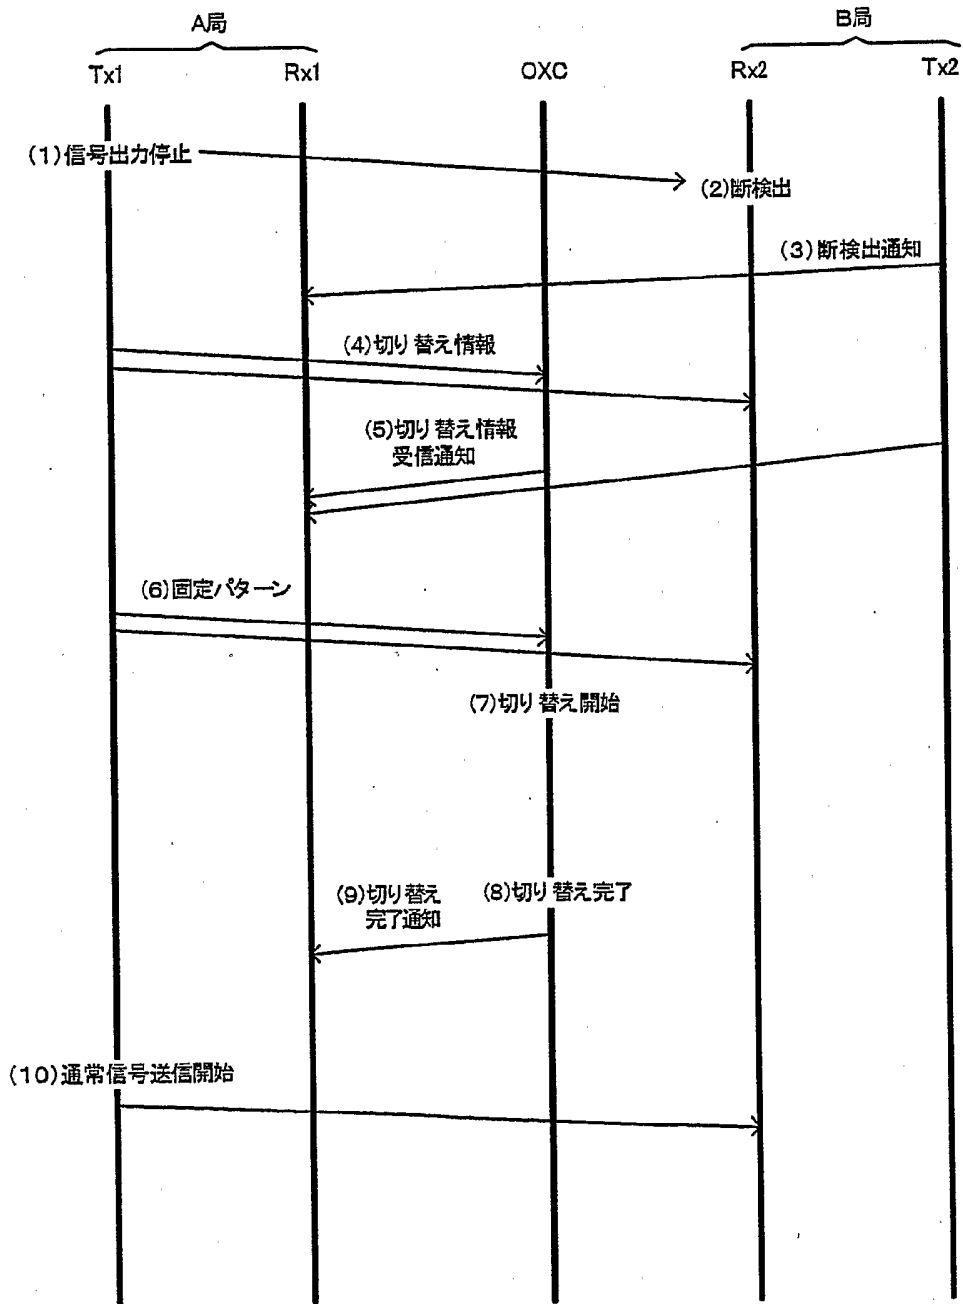 A局
B局
Tx1
Rx1
OXC
Rx2
Tx2
(1)信号出力停止
(2)断検出
(3)断検出通知
(4)切り替え情報
(5)切り替え情報
受信通知
(6)固定パターン
(7)切り替え開始
(8)切り替え完了
(9)切り替え
完了通知
(10)通常信号送信開始